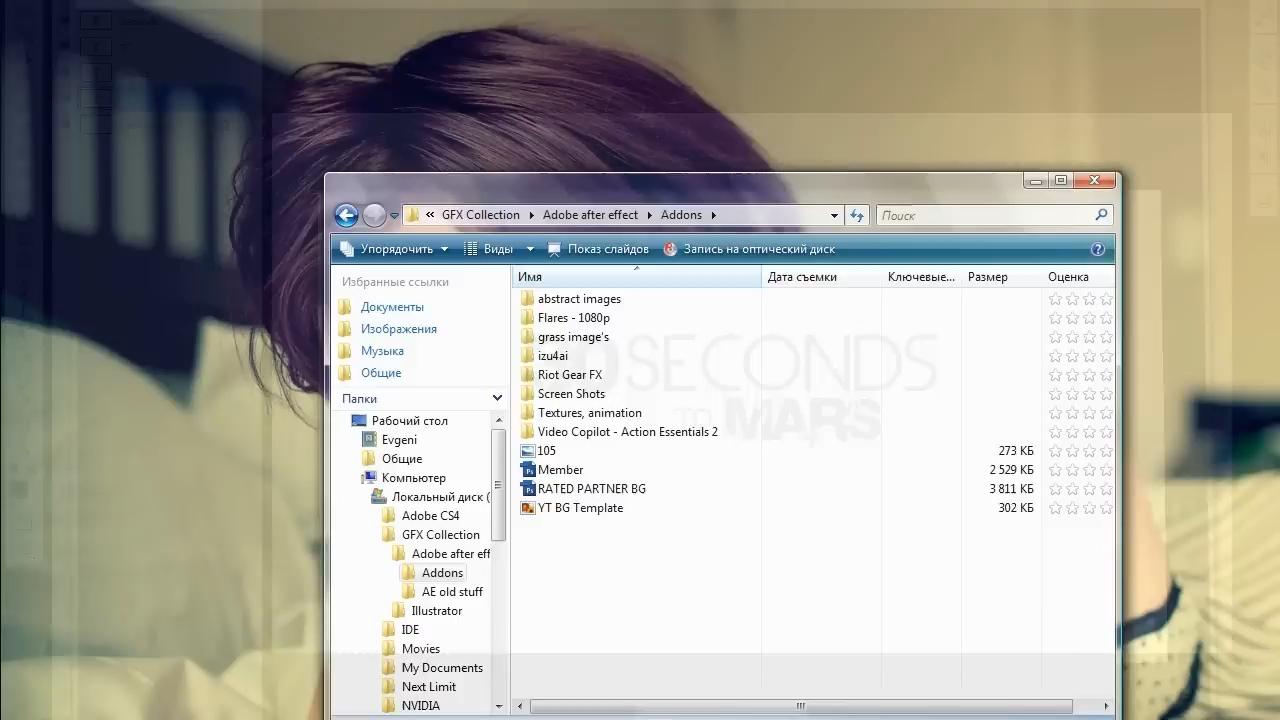 « GFX Collection Adobe after effect Addons
Поиск
Упорядочить Виды Показ слайдов Запись на оптический диск
Избранные ссылки
Документы
Изображения
Музыка
Общие
Папки
Рабочий стол
Evgeni
Общие
Компьютер
Локальный диск (
Adobe CS4
GFX Collection
Adobe after eff
Addons
AE old stuff
Illustrator
IDE
Movies
My Documents
Next Limit
NVIDIA
Имя Дата съемки Ключевые... Размер Оценка
abstract images
Flares - 1080p
grass image's
izu4ai
Riot Gear FX
Screen Shots
Textures, animation
Video Copilot - Action Essentials 2
105 273 КБ
Member 2 529 КБ
RATED PARTNER BG 3 811 КБ
YT BG Template 302 КБ
SECONDS
TO MARS